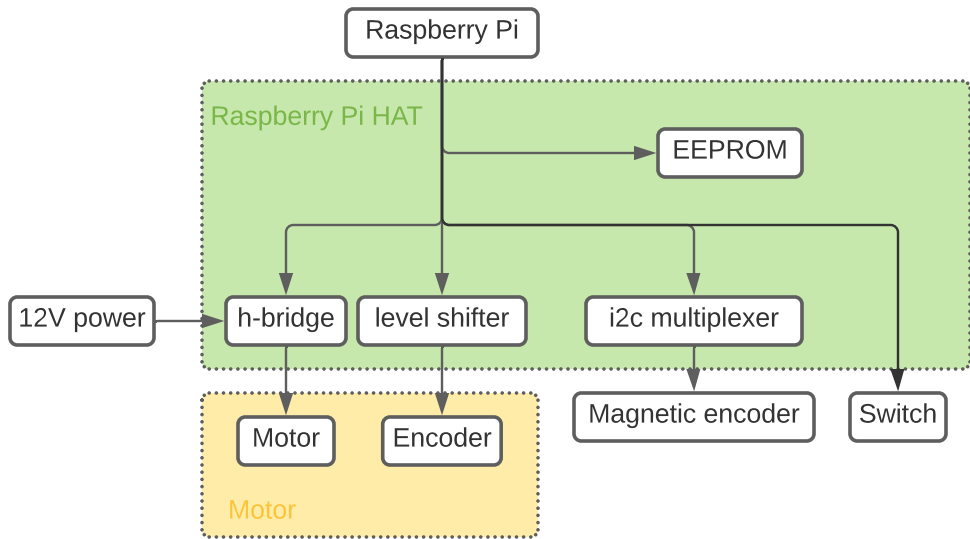 Raspberry Pi
Raspberry Pi HAT
EEPROM
12V power
h-bridge
level shifter
i2c multiplexer
Motor
Encoder
Magnetic encoder
Switch
Motor